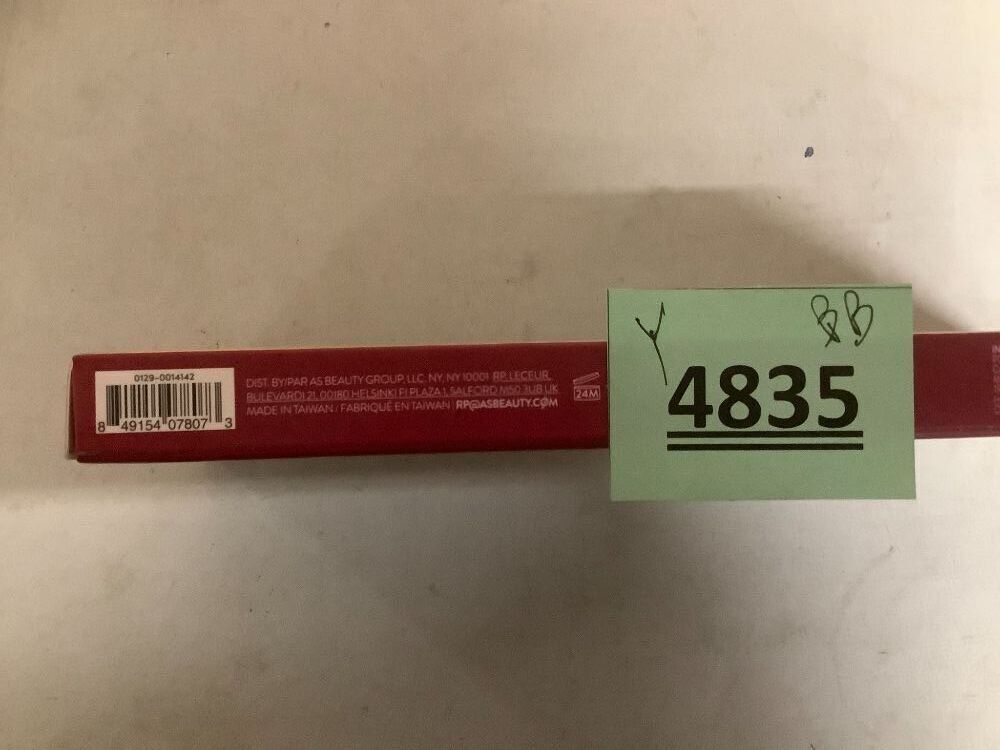 0129-0014142
8 49154 07807 3
DIST. BY/PAR AS BEAUTY GROUP, LLC. NY, NY 10001 RP LECEUR,
BULEVARDI 21, 00180 HELSINKI FI PLAZA 1, SALFORD M50 3UB UK
MADE IN TAIWAN / FABRIQUÉ EN TAIWAN | RP@ASBEAUTY.COM
24M
Y BB
4835